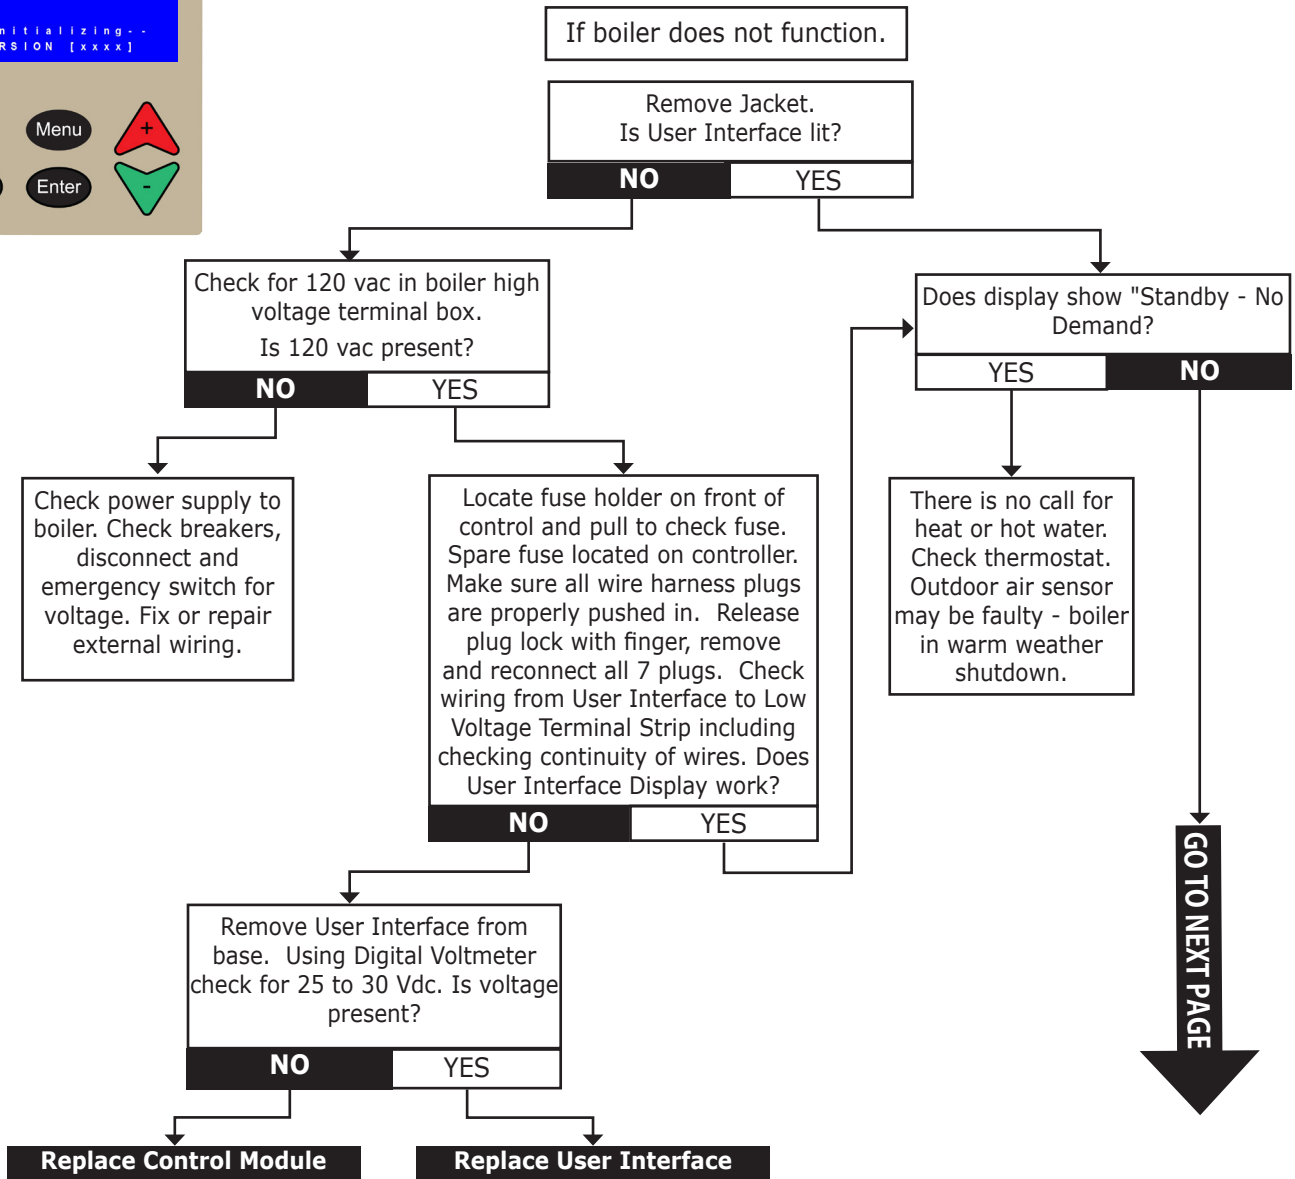 nitializing--
RSION [xxxx]
Menu
+
Enter
-
If boiler does not function.
Remove Jacket.
Is User Interface lit?
NO YES
Check for 120 vac in boiler high
voltage terminal box.
Is 120 vac present?
NO YES
Does display show "Standby - No
Demand?
YES NO
Check power supply to
boiler. Check breakers,
disconnect and
emergency switch for
voltage. Fix or repair
external wiring.
Locate fuse holder on front of
control and pull to check fuse.
Spare fuse located on controller.
Make sure all wire harness plugs
are properly pushed in. Release
plug lock with finger, remove
and reconnect all 7 plugs. Check
wiring from User Interface to Low
Voltage Terminal Strip including
checking continuity of wires. Does
User Interface Display work?
NO YES
There is no call for
heat or hot water.
Check thermostat.
Outdoor air sensor
may be faulty - boiler
in warm weather
shutdown.
GO TO NEXT PAGE
Remove User Interface from
base. Using Digital Voltmeter
check for 25 to 30 Vdc. Is voltage
present?
NO YES
Replace Control Module
Replace User Interface